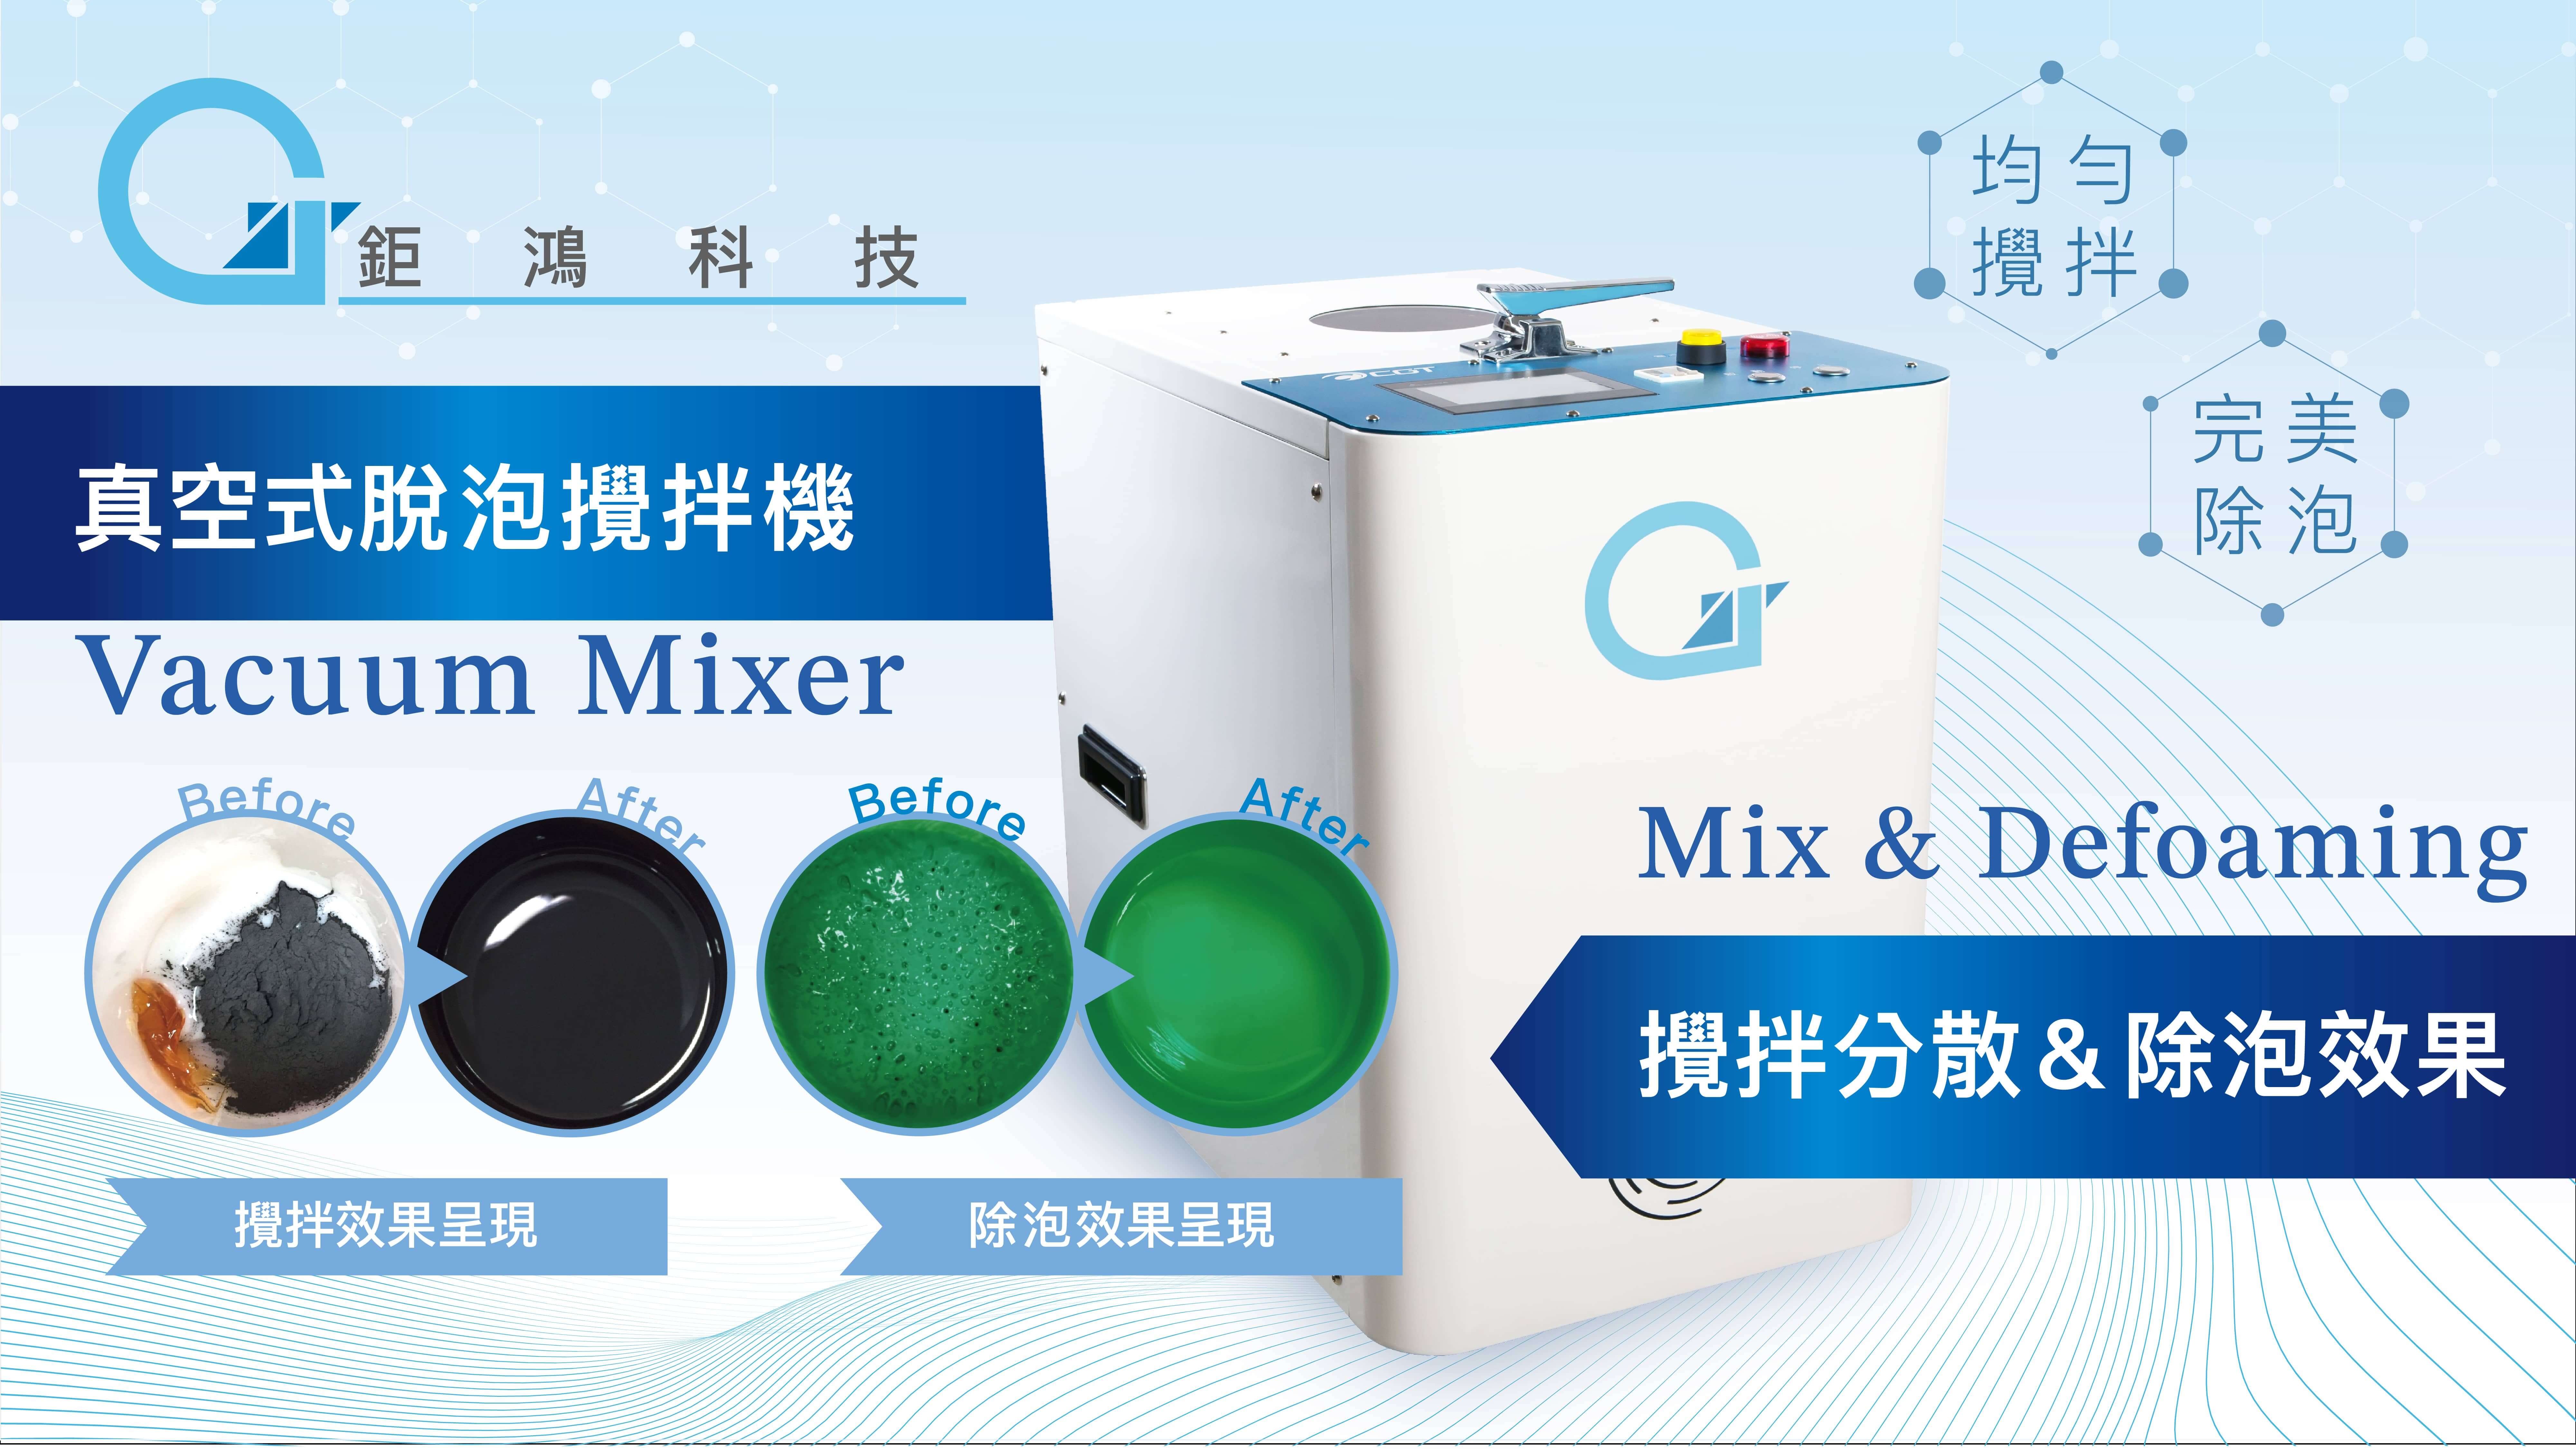 鉅鴻科技
真空式脫泡攪拌機
Vacuum Mixer
均勻
攪拌
完美
除泡
CGT
Before
After
Before
After
攪拌效果呈現
除泡效果呈現
Mix & Defoaming
攪拌分散&除泡效果